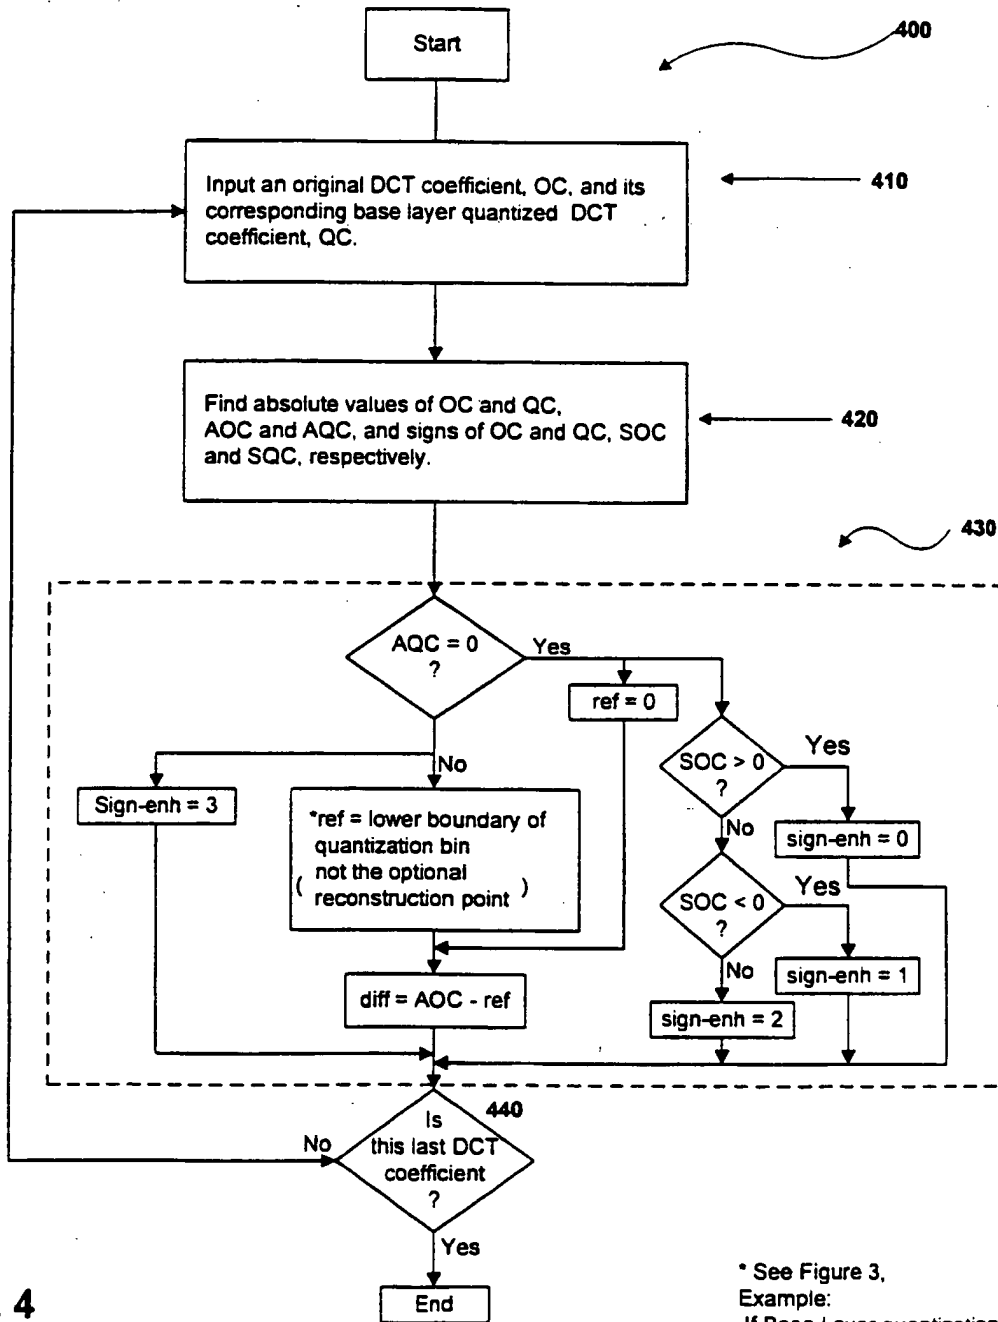 Start
400
Input an original DCT coefficient, OC, and its
corresponding base layer quantized DCT
coefficient, QC.
410
Find absolute values of OC and QC,
AOC and AQC, and signs of OC and QC, SOC
and SQC, respectively.
420
430
AQC = 0
?
Yes
ref = 0
SOC > 0
?
Yes
No
Sign-enh = 3
*ref = lower boundary of
quantization bin
not the optional
( reconstruction point )
sign-enh = 0
No
SOC < 0
?
Yes
sign-enh = 1
No
diff = AOC - ref
sign-enh = 2
440
Is
this last DCT
coefficient
?
No
Yes
End
* See Figure 3,
Example:
4